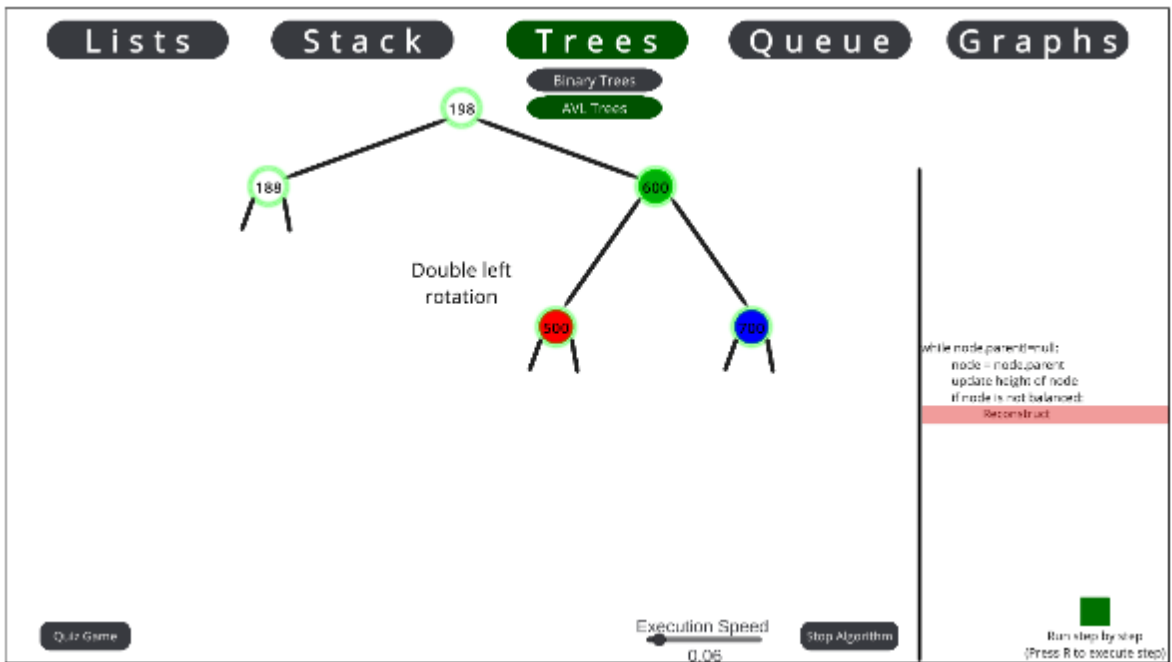 Lists Stack Trees Queue Graphs
Binary Trees
AVL Trees
198
188
600
Double left
rotation
500
700
while node.parent!=null:
node = node.parent
update height of node
if node is not balanced:
Reconstruct
Quiz Game
Execution Speed
0.06
Stop Algorithm
Run step by step
(Press R to execute step)